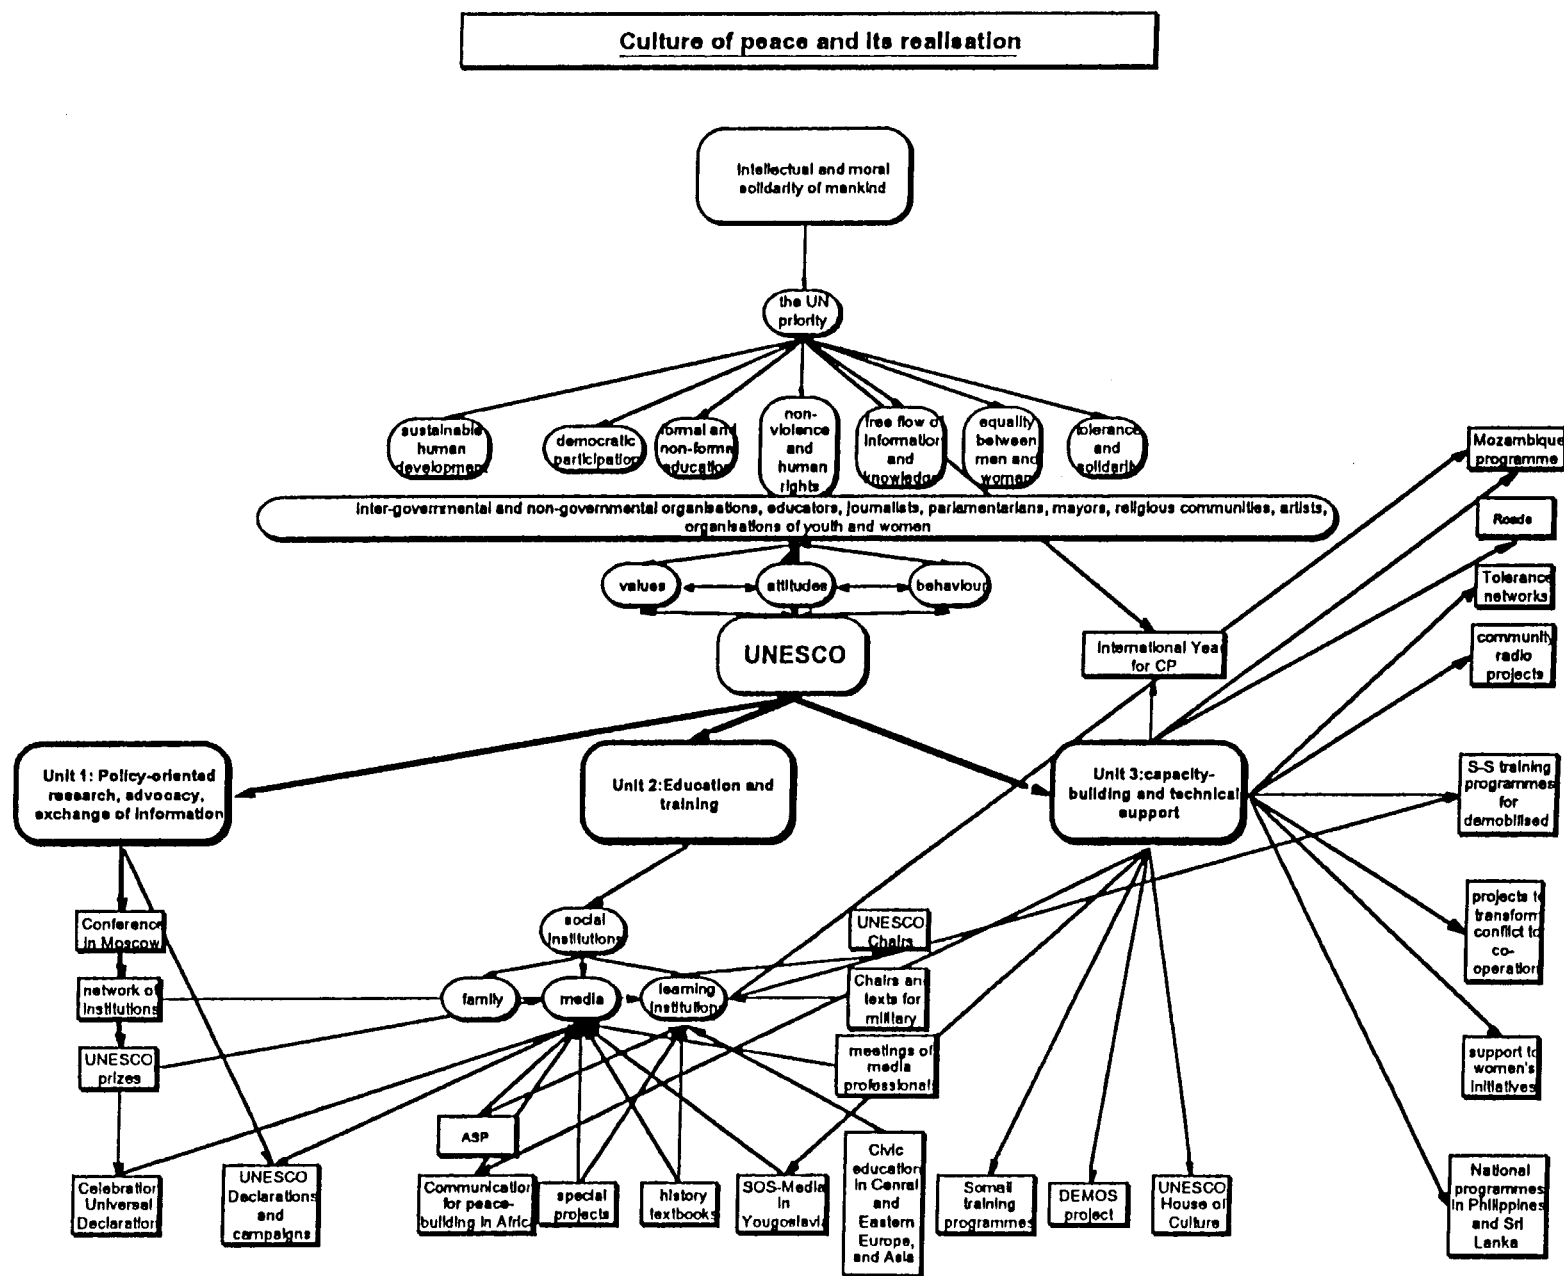 Culture of peace and its realisation
Intellectual and moral
solidarity of mankind
the UN
priority
sustainable
human
development
democratic
participation
formal and
non-forma
education
non-
violence
and
human
rights
free flow of
information
and
knowledg
equality
between
men and
women
tolerance
and
solidarity
Inter-governmental and non-governmental organisations, educators, journalists, parlamentarians, mayors, religious communities, artists,
organisations of youth and women
values
attitudes
behaviour
UNESCO
International Year
for CP
Mozambique
programme
Roads
Tolerance
networks
community
radio
projects
Unit 1: Policy-oriented
research, advocacy,
exchange of information
Unit 2:Education and
training
Unit 3:capacity-
building and technical
support
S-S training
programmes
for
demobilised
Conference
in Moscow
network of
institutions
UNESCO
prizes
social
institutions
family
media
learning
institution
UNESCO
Chairs
Chairs an
texts for
military
meetings of
media
professional
projects to
transform
conflict to
co-
operation
support to
women's
initiatives
ASP
Celebration
Universal
Declaration
UNESCO
Declarations
and
campaigns
Communication
for peace-
building in Afric
special
projects
history
textbooks
SOS-Media
in
Yougoslavia
Civic
education
in Cenral
and
Eastern
Europe,
and Asia
Somali
training
programmes
DEMOS
project
UNESCO
House of
Culture
National
programmes
in Philippines
and Sri
Lanka